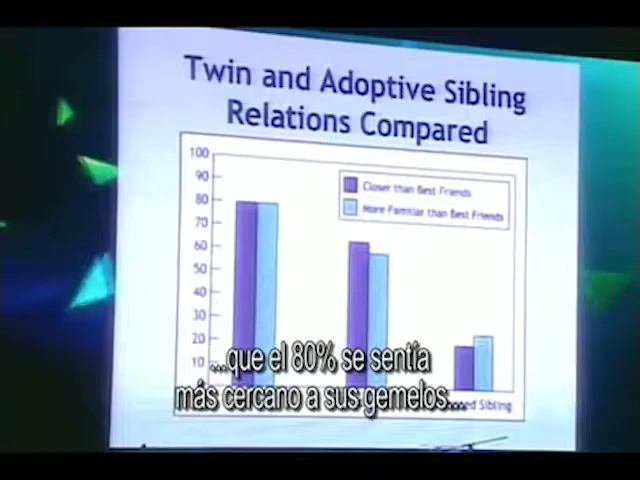 Twin and Adoptive Sibling
Relations Compared
100
90
80
70
60
50
40
30
20
10
Closer than Best Friends
More Familiar than Best Friends
Sibling
...que el 80% se sentía
más cercano a sus gemelos...